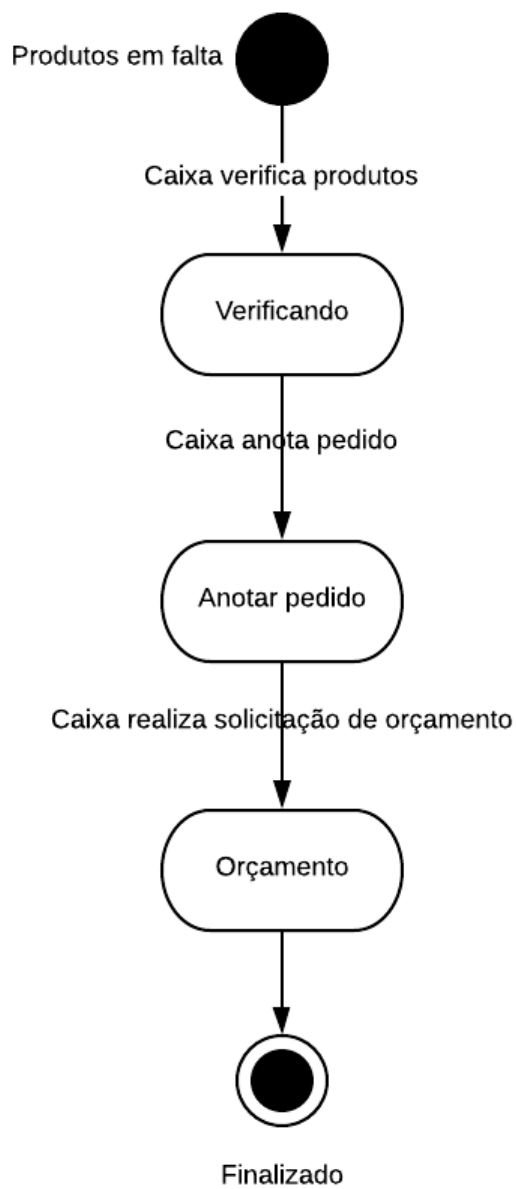 Produtos em falta
Caixa verifica produtos
Verificando
Caixa anota pedido
Anotar pedido
Caixa realiza solicitação de orçamento
Orçamento
Finalizado